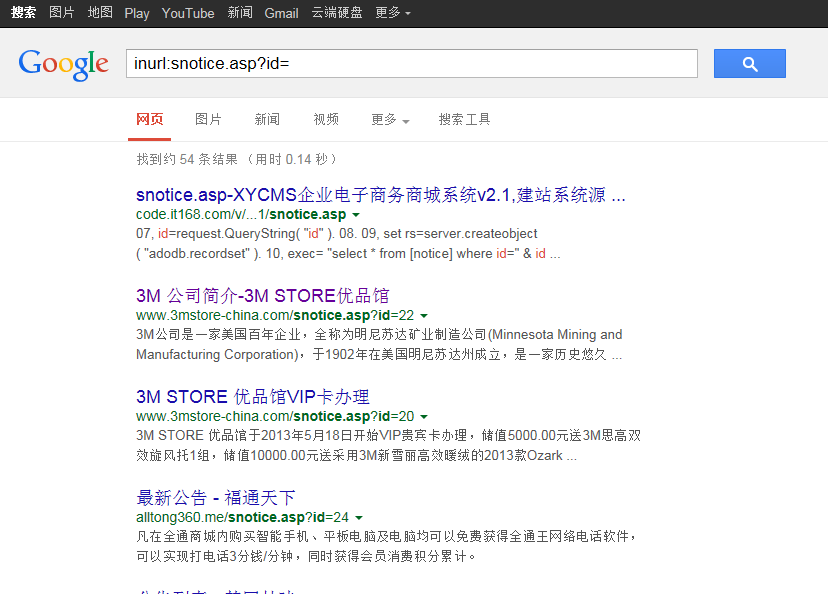 搜索 图片 地图 Play YouTube 新闻 Gmail 云端硬盘 更多
Google inurl:snotice.asp?id=
网页 图片 新闻 视频 更多 搜索工具
找到约 54 条结果 （用时 0.14 秒）
snotice.asp-XYCMS企业电子商务商城系统v2.1,建站系统源 ...
code.it168.com/v/...1/snotice.asp
07, id=request.QueryString( "id" ). 08. 09, set rs=server.createobject
( "adodb.recordset" ). 10, exec= "select * from [notice] where id=" & id ...
3M 公司简介-3M STORE优品馆
www.3mstore-china.com/snotice.asp?id=22
3M公司是一家美国百年企业，全称为明尼苏达矿业制造公司(Minnesota Mining and
Manufacturing Corporation)，于1902年在美国明尼苏达州成立，是一家历史悠久 ...
3M STORE 优品馆VIP卡办理
www.3mstore-china.com/snotice.asp?id=20
3M STORE 优品馆于2013年5月18日开始VIP贵宾卡办理，储值5000.00元送3M思高双
效旋风托1组，储值10000.00元送采用3M新雪丽高效暖绒的2013款Ozark ...
最新公告 - 福通天下
alltong360.me/snotice.asp?id=24
凡在全通商城内购买智能手机、平板电脑及电脑均可以免费获得全通王网络电话软件，
可以实现打电话3分钱/分钟，同时获得会员消费积分累计。